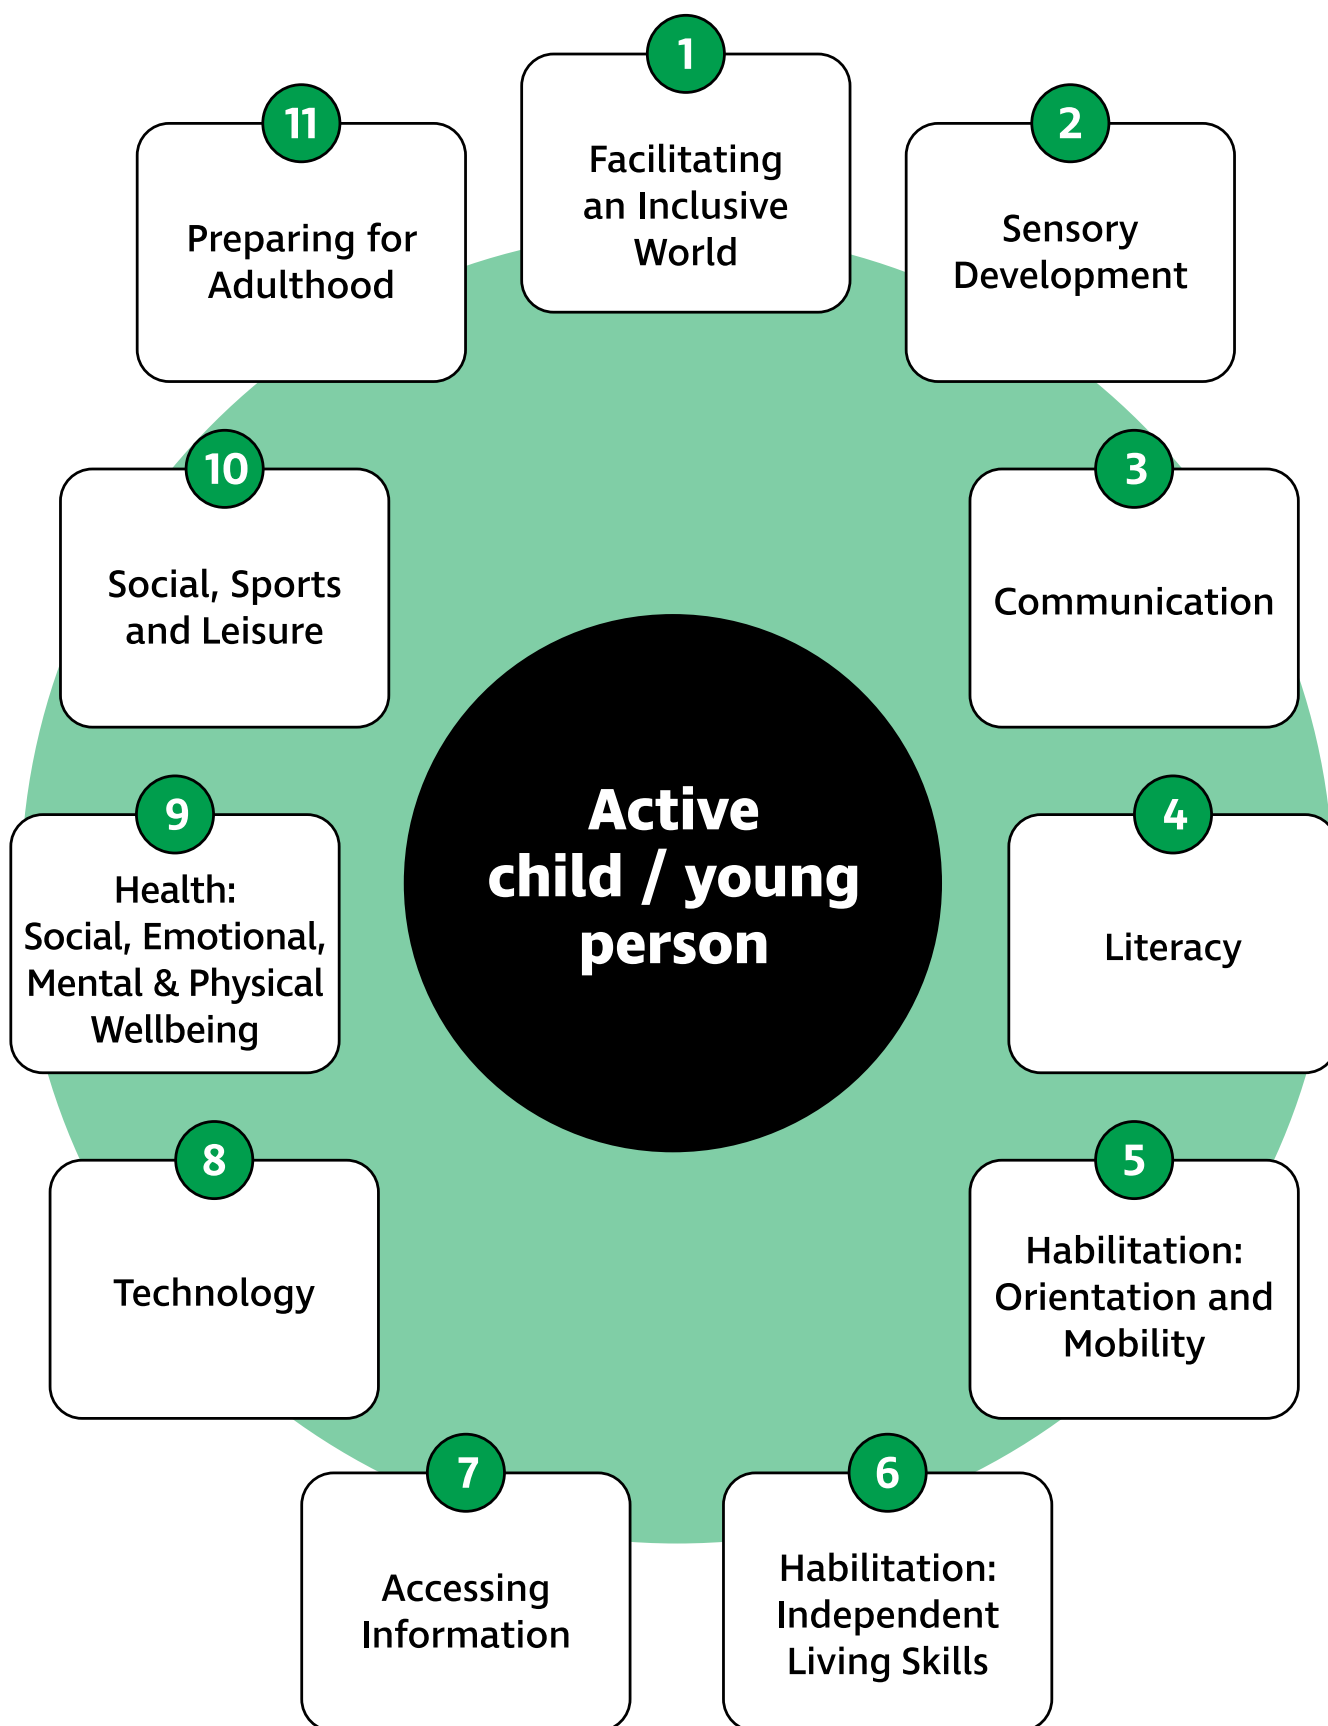 1
Facilitating
an Inclusive
World
2
Sensory
Development
3
Communication
4
Literacy
5
Habilitation:
Orientation and
Mobility
6
Habilitation:
Independent
Living Skills
7
Accessing
Information
8
Technology
9
Health:
Social, Emotional,
Mental & Physical
Wellbeing
10
Social, Sports
and Leisure
11
Preparing for
Adulthood
Active
child / young
person